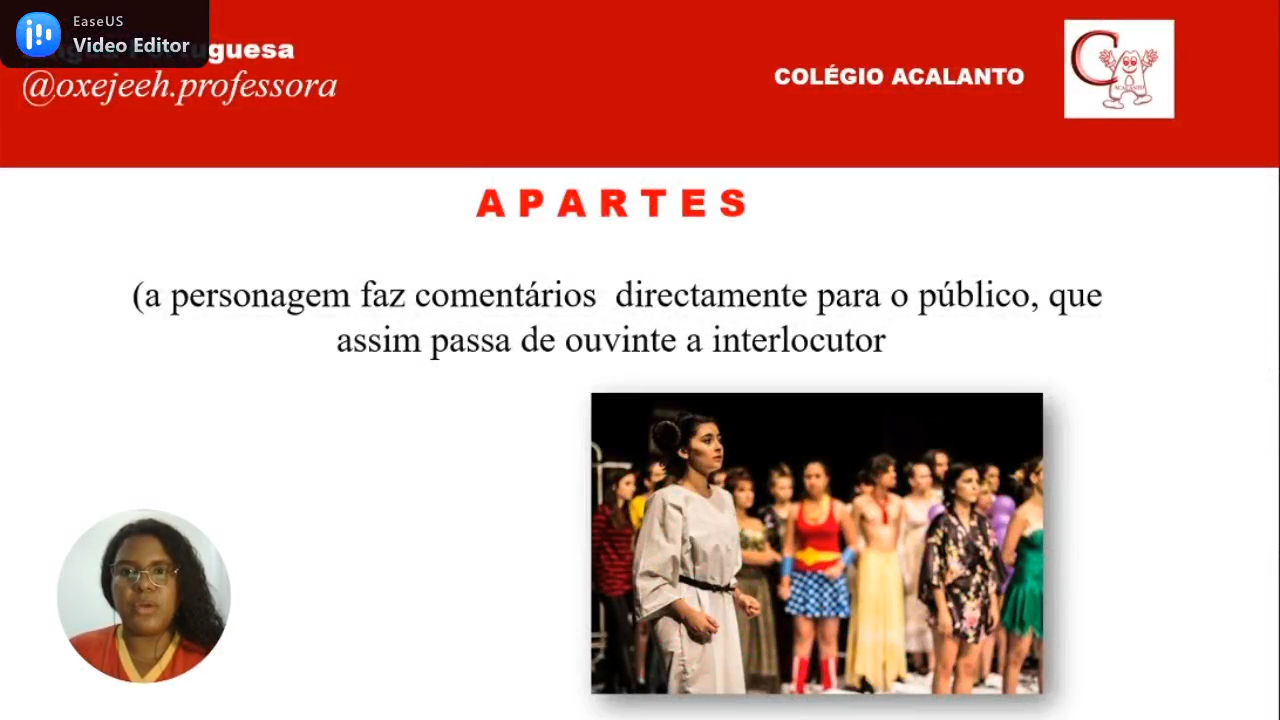 EaseUS
Video Editor
guesa
@oxejeeh.professora
COLÉGIO ACALANTO
C
ACALANTO
APARTES
(a personagem faz comentários directamente para o público, que
assim passa de ouvinte a interlocutor